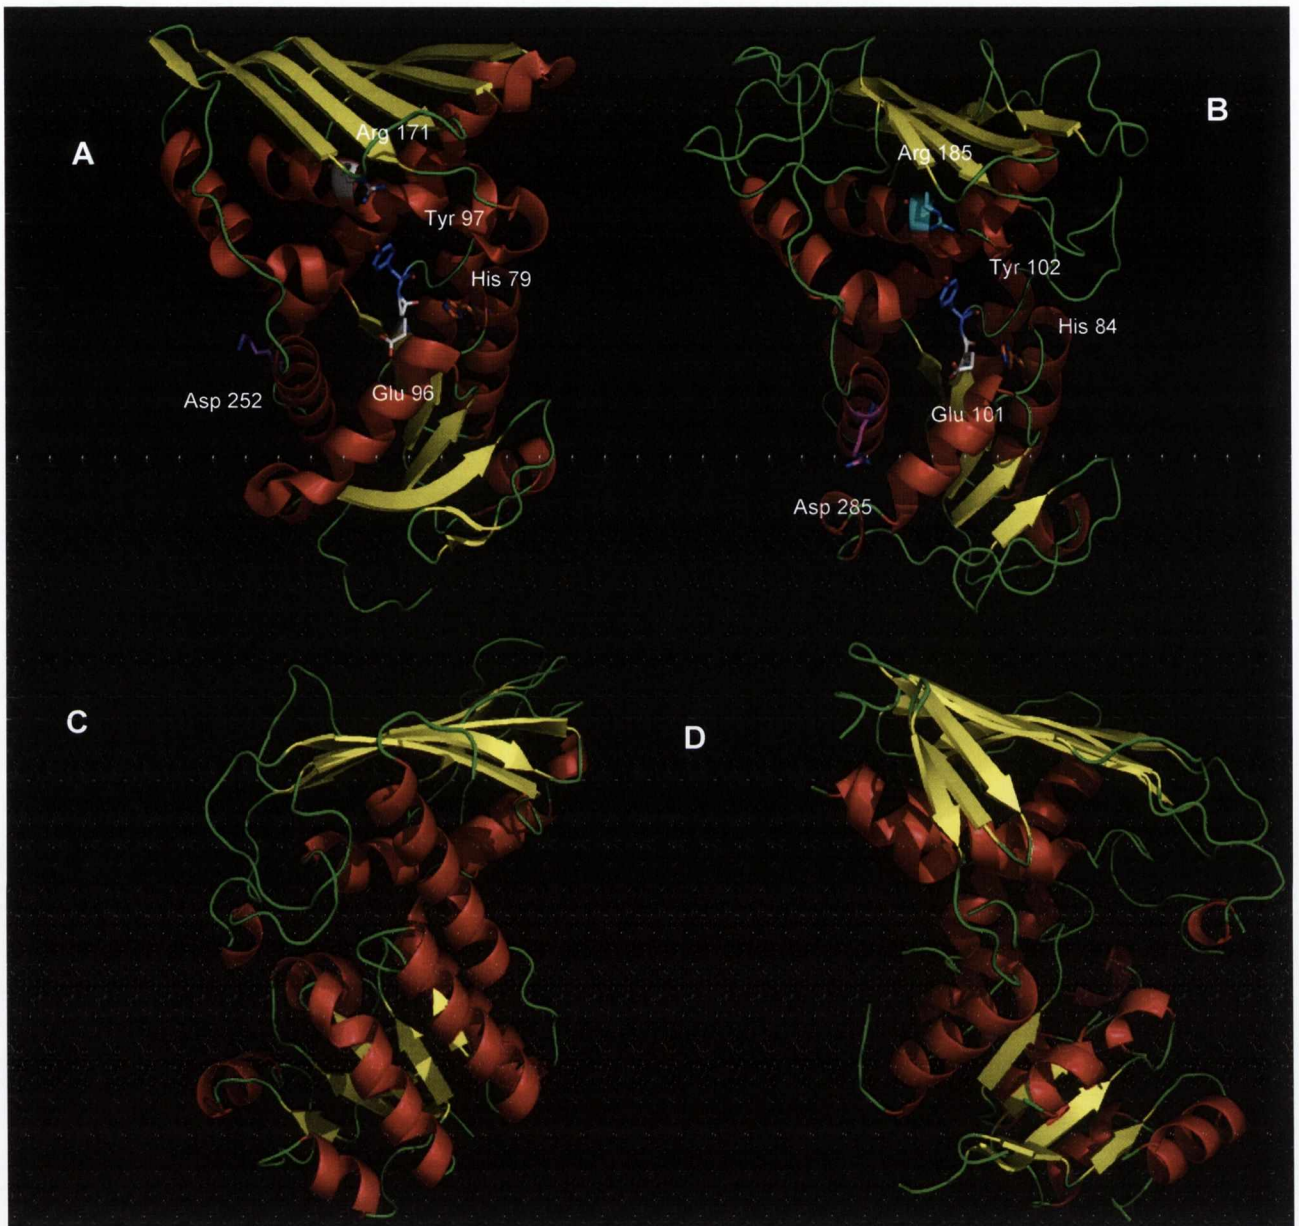 A
Arg 171
Tyr 97
His 79
Glu 96
Asp 252
B
Arg 185
Tyr 102
His 84
Glu 101
Asp 285
C
D